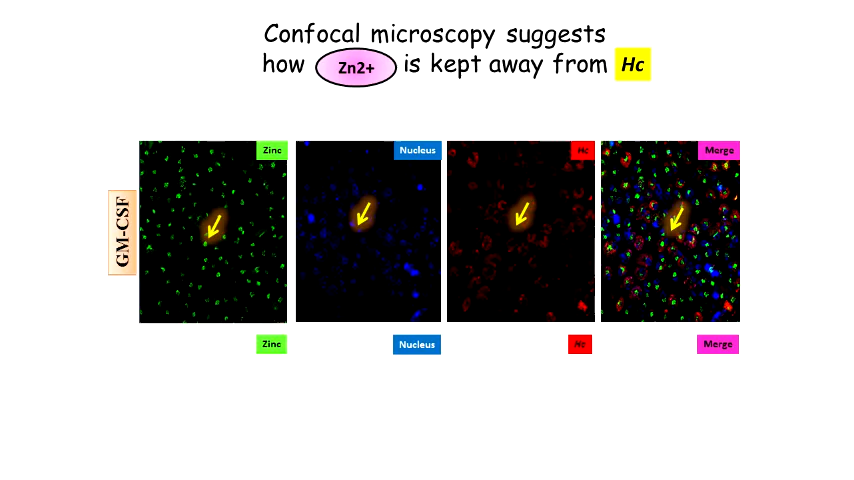 Confocal microscopy suggests
how Zn2+ is kept away from Hc
Zinc Nucleus Hc Merge
GM-CSF
Zinc Nucleus Hc Merge